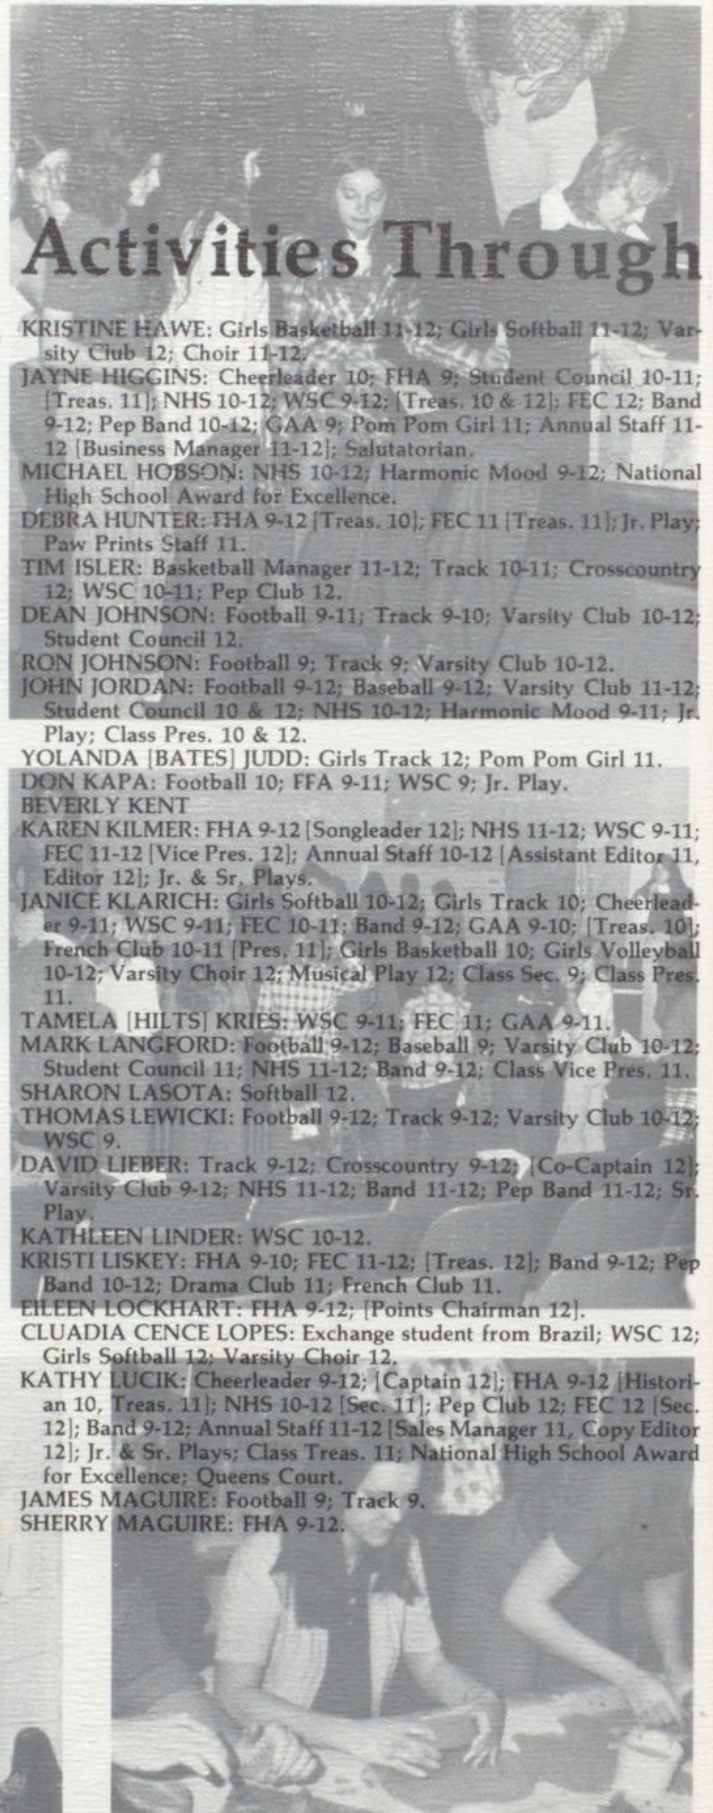 Activities Through
KRISTINE HAWE: Girls Basketball 11-12; Girls Softball 11-12; Var-
sity Club 12; Choir 11-12.
JAYNE HIGGINS: Cheerleader 10; FHA 9; Student Council 10-11;
[Treas. 11]; NHS 10-12; WSC 9-12; [Treas. 10 & 12]; FEC 12; Band
9-12; Pep Band 10-12; GAA 9; Pom Pom Girl 11; Annual Staff 11-
12 [Business Manager 11-12]; Salutatorian.
MICHAEL HOBSON: NHS 10-12; Harmonic Mood 9-12; National
High School Award for Excellence.
DEBRA HUNTER: FHA 9-12 [Treas. 10]; FEC 11 [Treas. 11]; Jr. Play;
Paw Prints Staff 11.
TIM ISLER: Basketball Manager 11-12; Track 10-11; Crosscountry
12; WSC 10-11; Pep Club 12.
DEAN JOHNSON: Football 9-11; Track 9-10; Varsity Club 10-12;
Student Council 12.
RON JOHNSON: Football 9; Track 9; Varsity Club 10-12.
JOHN JORDAN: Football 9-12; Baseball 9-12; Varsity Club 11-12;
Student Council 10 & 12; NHS 10-12; Harmonic Mood 9-11; Jr.
Play; Class Pres. 10 & 12.
YOLANDA [BATES] JUDD: Girls Track 12; Pom Pom Girl 11.
DON KAPA: Football 10; FFA 9-11; WSC 9; Jr. Play.
BEVERLY KENT
KAREN KILMER: FHA 9-12 [Songleader 12]; NHS 11-12; WSC 9-11;
FEC 11-12 [Vice Pres. 12]; Annual Staff 10-12 [Assistant Editor 11,
Editor 12]; Jr. & Sr. Plays.
JANICE KLARICH: Girls Softball 10-12; Girls Track 10; Cheerlead-
er 9-11; WSC 9-11; FEC 10-11; Band 9-12; GAA 9-10; [Treas. 10];
French Club 10-11 [Pres. 11]; Girls Basketball 10; Girls Volleyball
10-12; Varsity Choir 12; Musical Play 12; Class Sec. 9; Class Pres.
11.
TAMELA [HILTS] KRIES: WSC 9-11; FEC 11; GAA 9-11.
MARK LANGFORD: Football 9-12; Baseball 9; Varsity Club 10-12;
Student Council 11; NHS 11-12; Band 9-12; Class Vice Pres. 11.
SHARON LASOTA: Softball 12.
THOMAS LEWICKI: Football 9-12; Track 9-12; Varsity Club 10-12;
WSC 9.
DAVID LIEBER: Track 9-12; Crosscountry 9-12; [Co-Captain 12];
Varsity Club 9-12; NHS 11-12; Band 11-12; Pep Band 11-12; Sr.
Play.
KATHLEEN LINDER: WSC 10-12.
KRISTI LISKEY: FHA 9-10; FEC 11-12; [Treas. 12]; Band 9-12; Pep
Band 10-12; Drama Club 11; French Club 11.
EILEEN LOCKHART: FHA 9-12; [Points Chairman 12].
CLUADIA CENCE LOPES: Exchange student from Brazil; WSC 12;
Girls Softball 12; Varsity Choir 12.
KATHY LUCIK: Cheerleader 9-12; [Captain 12]; FHA 9-12 [Histori-
an 10, Treas. 11]; NHS 10-12 [Sec. 11]; Pep Club 12; FEC 12 [Sec.
12]; Band 9-12; Annual Staff 11-12 [Sales Manager 11, Copy Editor
12]; Jr. & Sr. Plays; Class Treas. 11; National High School Award
for Excellence; Queens Court.
JAMES MAGUIRE: Football 9; Track 9.
SHERRY MAGUIRE: FHA 9-12.